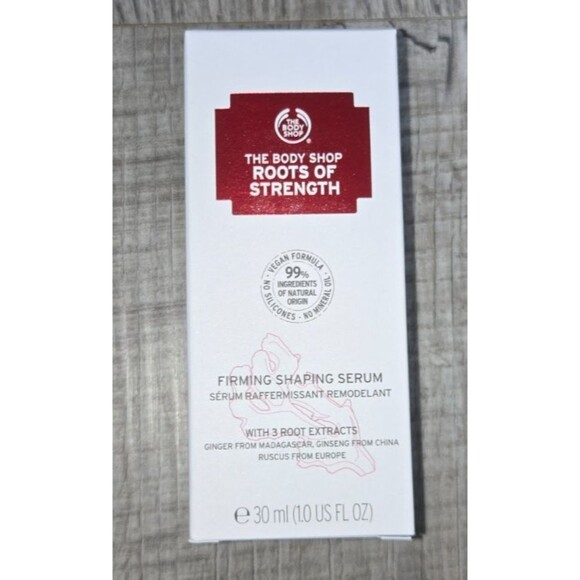 THE
BODY
SHOP
®
THE BODY SHOP
ROOTS OF
STRENGTH
VEGAN FORMULA
NO SILICONES · NO MINERAL OIL
99%
INGREDIENTS
OF NATURAL
ORIGIN
FIRMING SHAPING SERUM
SÉRUM RAFFERMISSANT REMODELANT
WITH 3 ROOT EXTRACTS
GINGER FROM MADAGASCAR, GINSENG FROM CHINA
RUSCUS FROM EUROPE
℮ 30 ml (1.0 US FL OZ)